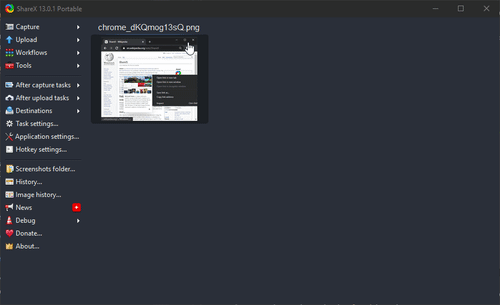 ShareX 13.0.1 Portable
Capture
Upload
Workflows
Tools
After capture tasks
After upload tasks
Destinations
Task settings...
Application settings...
Hotkey settings...
Screenshots folder...
History...
Image history...
News
Debug
Donate...
About...
chrome_dKQmog13sQ.png